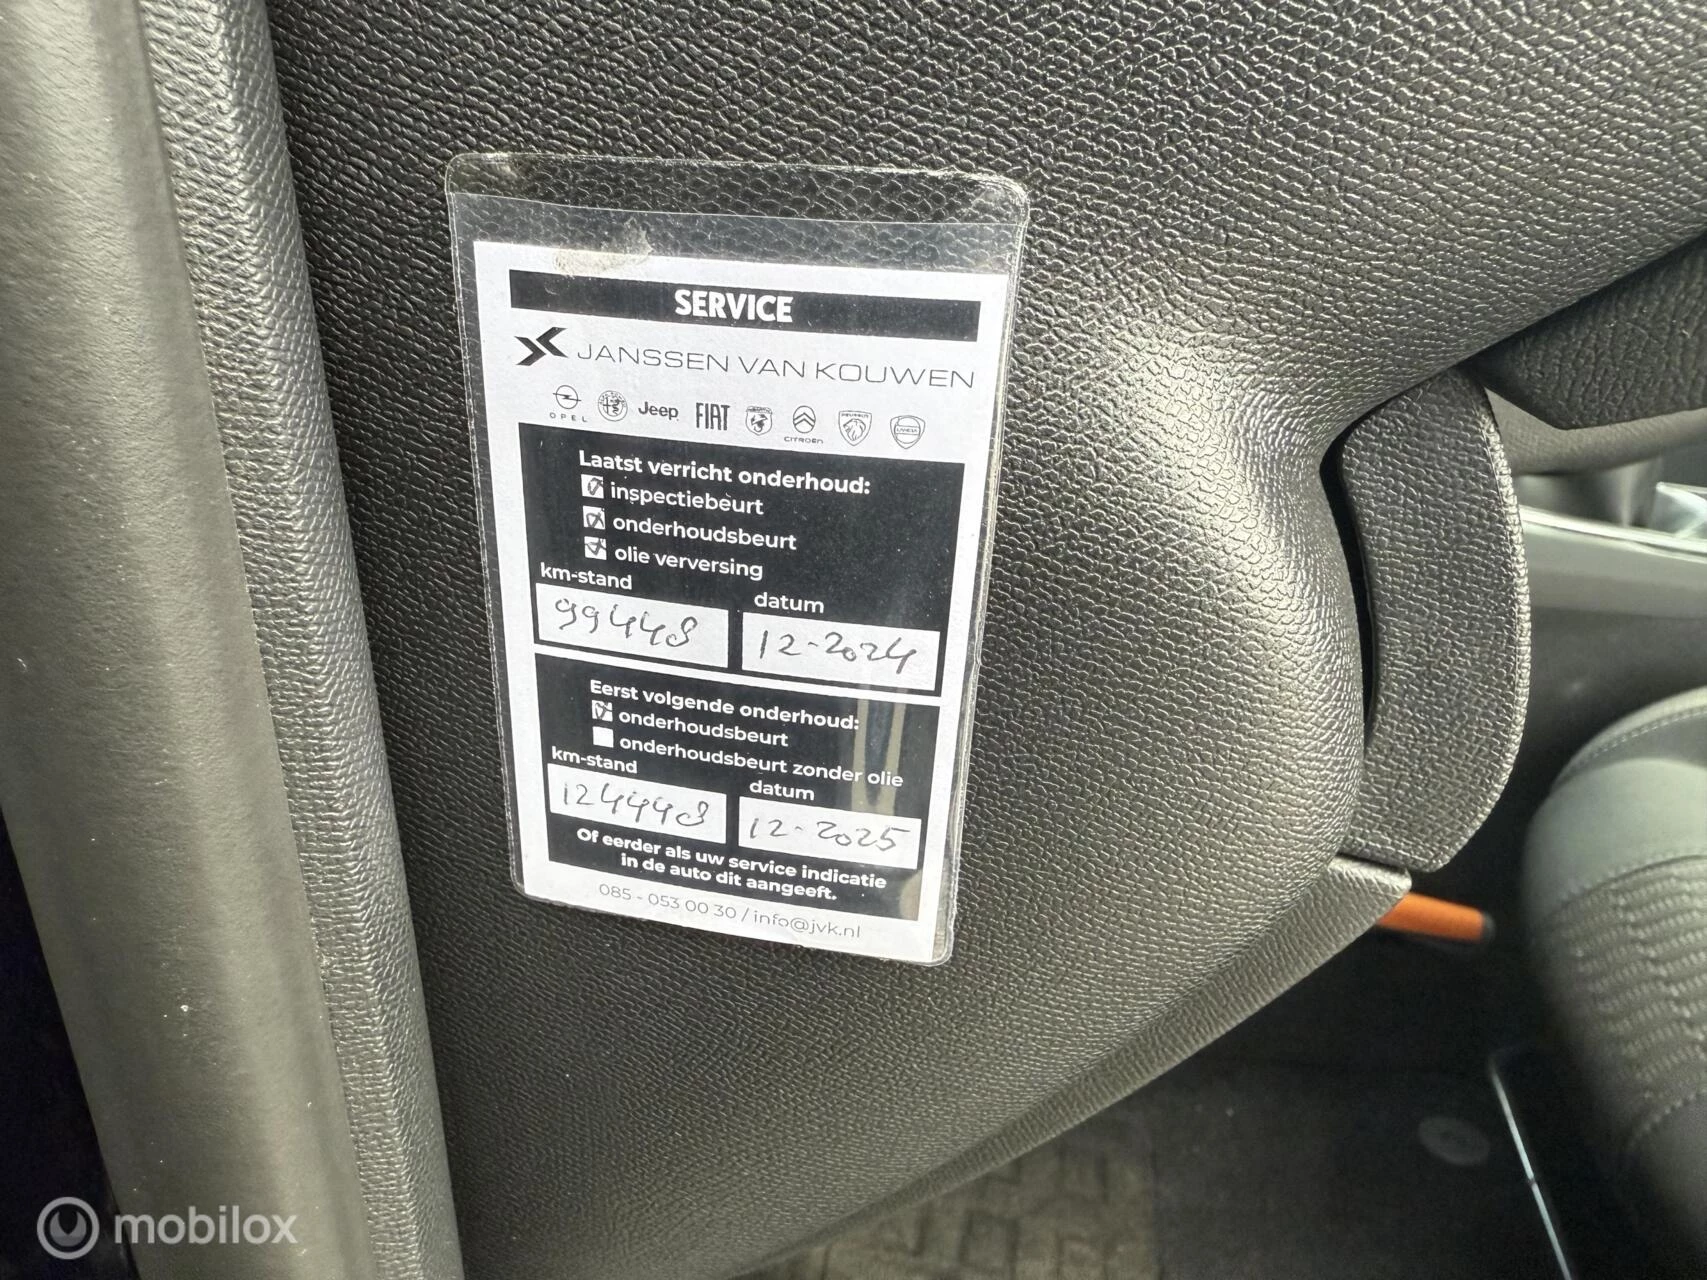 SERVICE
JANSSEN VAN KOUWEN
OPEL Jeep FIAT CITROËN PEUGEOT LANCIA
Laatst verricht onderhoud:
inspectiebeurt
onderhoudsbeurt
olie verversing
km-stand datum
99448 12-2024
Eerst volgende onderhoud:
onderhoudsbeurt
onderhoudsbeurt zonder olie
km-stand datum
124448 12-2025
Of eerder als uw service indicatie
in de auto dit aangeeft.
085 - 053 00 30 / info@jvk.nl
mobilox